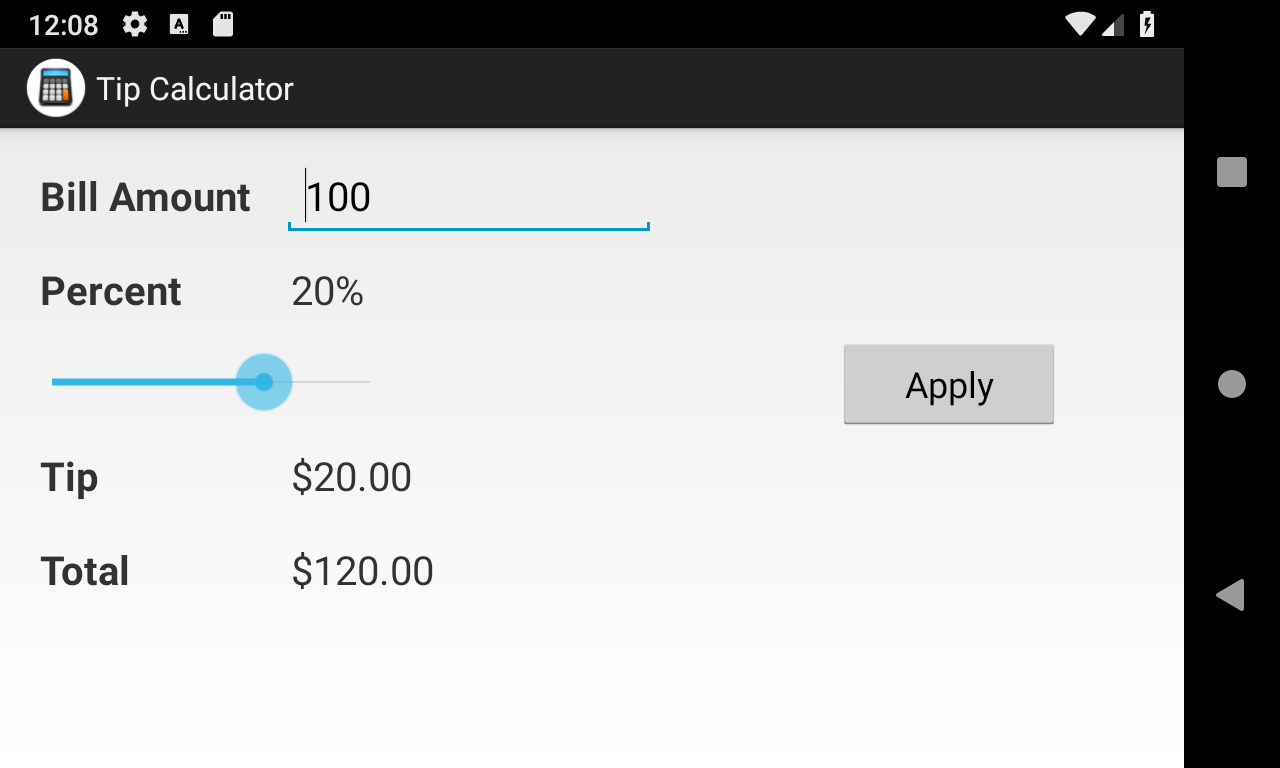 12:08
Tip Calculator
Bill Amount 100
Percent 20%
Apply
Tip $20.00
Total $120.00